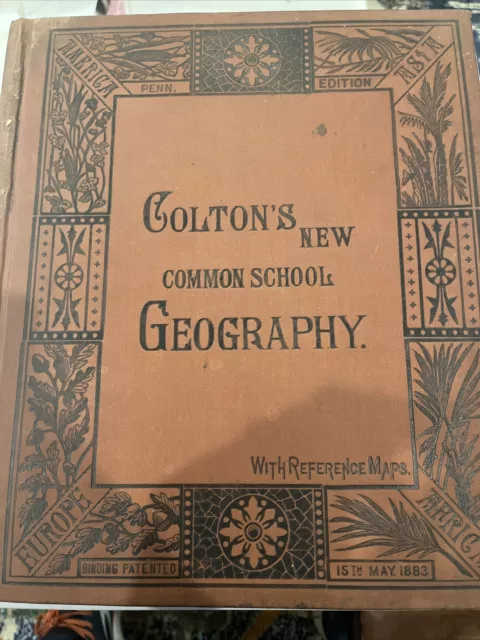 AMERICA
PENN.
EDITION
ASIA
COLTON'S
NEW
COMMON SCHOOL
GEOGRAPHY.
WITH REFERENCE MAPS.
EUROPE
AFRICA
BINDING PATENTED
15TH MAY. 1883